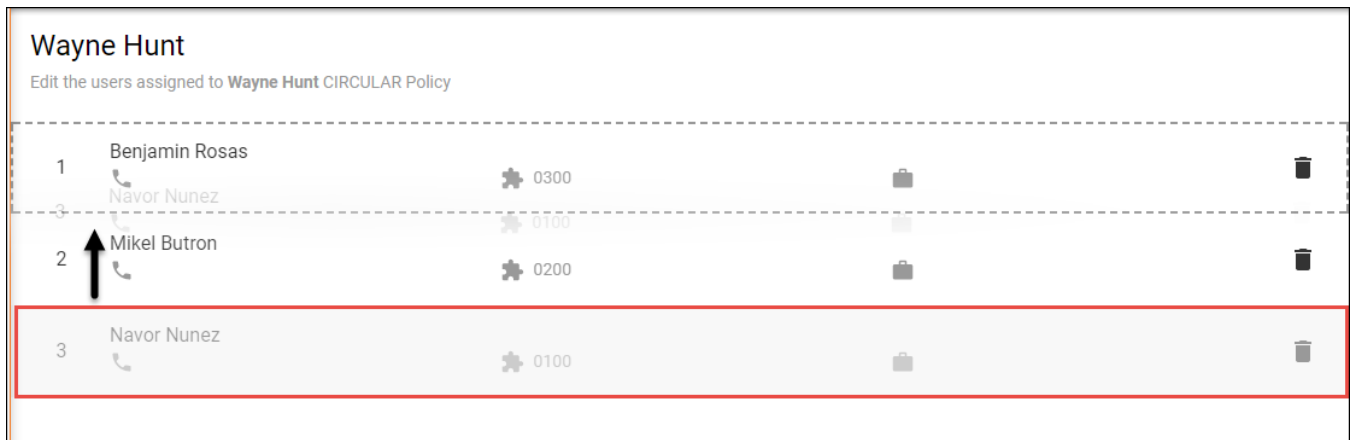 Wayne Hunt
Edit the users assigned to Wayne Hunt CIRCULAR Policy
1
Benjamin Rosas
0300
3
Navor Nunez
0100
2
Mikel Butron
0200
3
Navor Nunez
0100